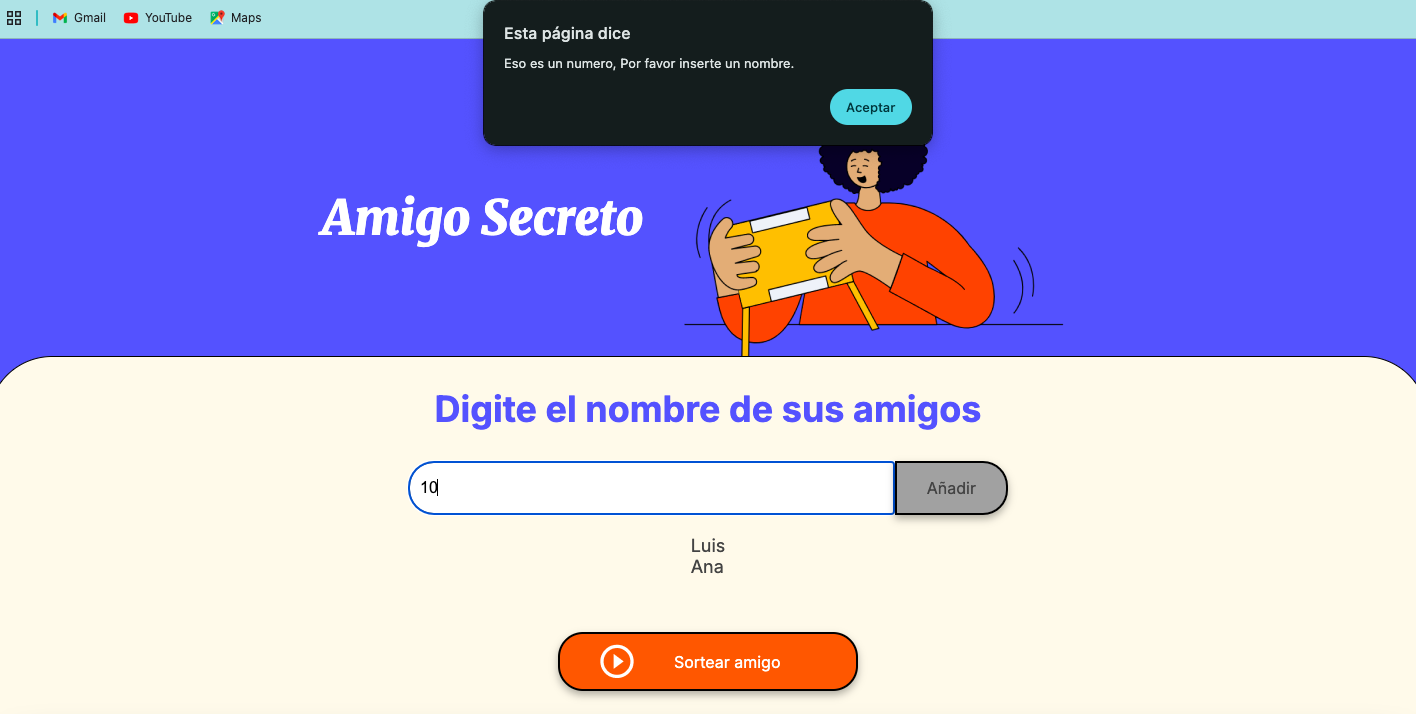 Gmail YouTube Maps
Esta página dice
Eso es un numero, Por favor inserte un nombre.
Aceptar
Amigo Secreto
Digite el nombre de sus amigos
10 Añadir
Luis
Ana
Sortear amigo